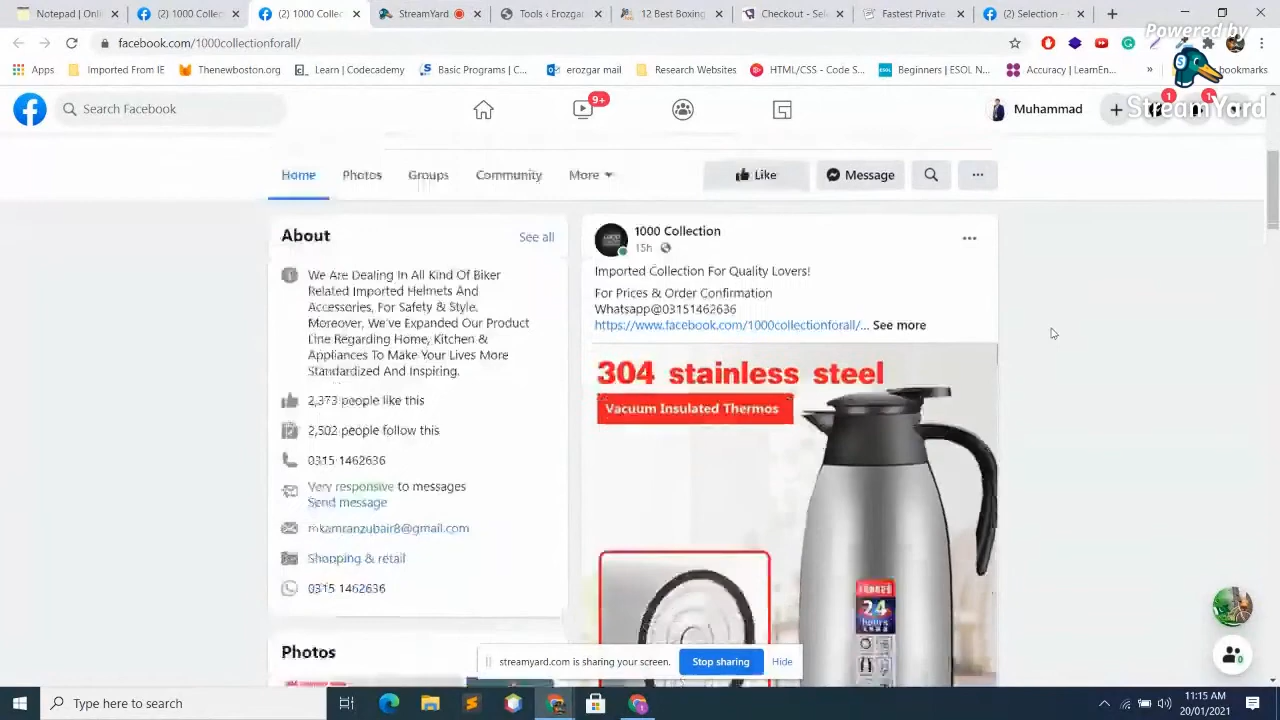 Notepad | Onlin
(2) 1000 Collec
(2) 1000 Collec
StreamYard
Tools ‹ Erozgar
12 Best Boxing
Checkout - Sel
Fastest Private
(2) Selection -
facebook.com/1000collectionforall/
Powered by
StreamYard
Apps
Imported From IE
Thenewboston.org
Learn | Codecademy
Basic Programs | C...
erozgar mail
Research Websites
HTML/CSS - Code S...
Beginners | ESOL N...
Accuracy | LearnEn...
»
bookmarks
Search Facebook
9+
Muhammad
1
1
Home
Photos
Groups
Community
More
Like
Message
...
About
See all
We Are Dealing In All Kind Of Biker
Related Imported Helmets And
Accessories, For Safety & Style.
Moreover, We've Expanded Our Product
Line Regarding Home, Kitchen &
Appliances To Make Your Lives More
Standardized And Inspiring.
2,373 people like this
2,502 people follow this
0315 1462636
Very responsive to messages
Send message
mkamranzubair8@gmail.com
Shopping & retail
0315 1462636
Photos
1000 Collection
15h
Imported Collection For Quality Lovers!
For Prices & Order Confirmation
Whatsapp@03151462636
https://www.facebook.com/1000collectionforall/... See more
304 stainless steel
Vacuum Insulated Thermos
24
hours
streamyard.com is sharing your screen.
Stop sharing
Hide
Type here to search
11:15 AM
20/01/2021